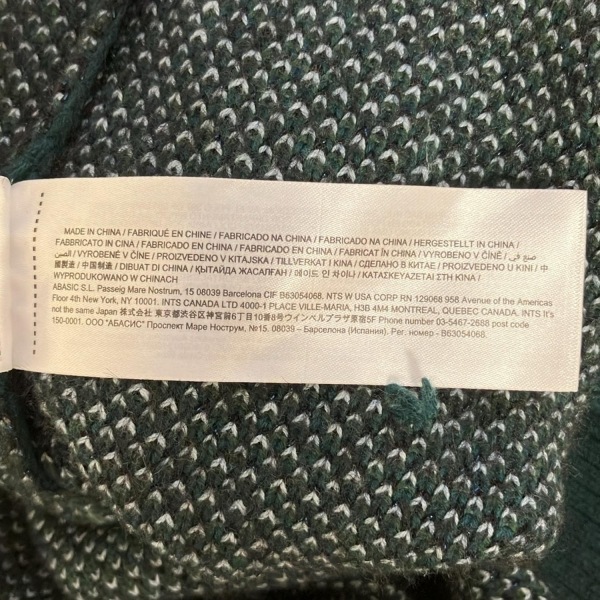 MADE IN CHINA / FABRIQUÉ EN CHINE / FABRICADO NA CHINA / FABRICADO NA CHINA / HERGESTELLT IN CHINA /
FABBRICATO IN CINA / FABRICADO EN CHINA / FABRICADO EN CHINA / FABRICAT ÎN CHINA / VYROBENO V ČÍNĚ / صنع في
الصين / VYROBENÉ V ČÍNE / PROIZVEDENO V KITAJSKA / TILLVERKAT I KINA / СДЕЛАНО В КИТАЕ / PROIZVEDENO U KINI / 中
國製造 / 中国制造 / DIBUAT DI CHINA / ҚЫТАЙДА ЖАСАЛҒАН / 메이드 인 차이나 / ΚΑΤΑΣΚΕΥΑΖΕΤΑΙ ΣΤΗ ΚΙΝΑ /
WYPRODUKOWANO W CHINACH
ABASIC S.L. Passeig Mare Nostrum, 15 08039 Barcelona CIF B63054068. NTS W USA CORP RN 129068 958 Avenue of the Americas
Floor 4th New York, NY, 10001. INTS CANADA LTD 4000-1 PLACE VILLE-MARIA, H3B 4M4 MONTREAL, QUEBEC CANADA. INTS It's
not the same Japan 株式会社 東京都渋谷区神宮前6丁目10番8号ウインベルプラザ原宿5F Phone number 03-5467-2688 post code
150-0001. ООО "АБАСИС" Проспект Маре Нострум, №15. 08039 – Барселона (Испания). Рег. номер - B63054068.